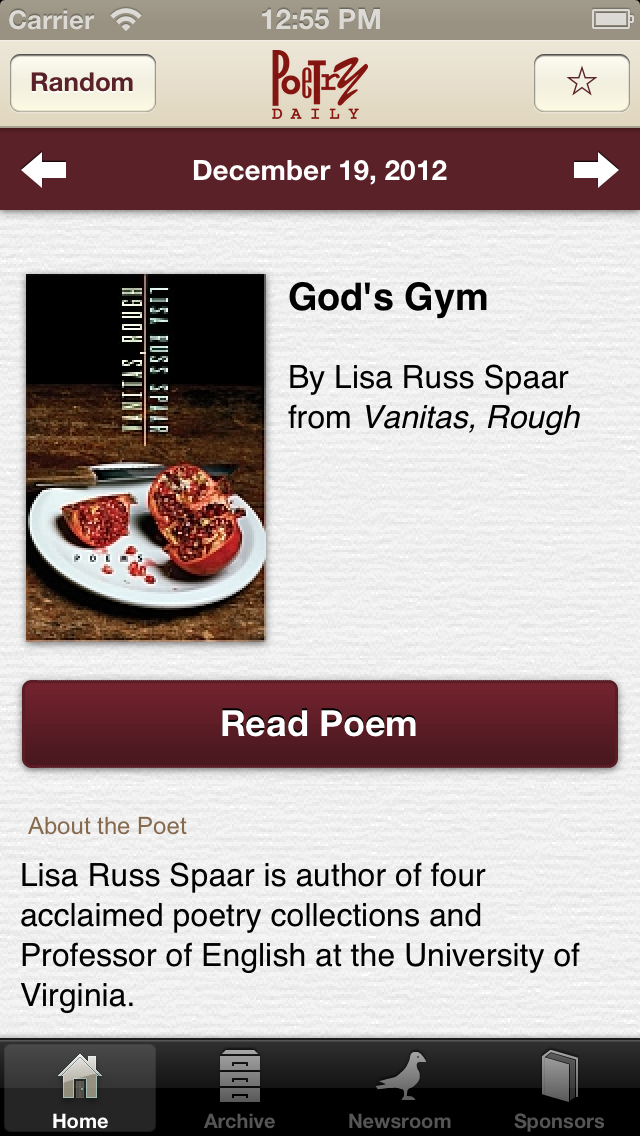 Carrier 12:55 PM
Random
POETRY
DAILY
December 19, 2012
VANITAS, ROUGH
LISA RUSS SPAAR
POEMS
God's Gym
By Lisa Russ Spaar
from Vanitas, Rough
Read Poem
About the Poet
Lisa Russ Spaar is author of four
acclaimed poetry collections and
Professor of English at the University of
Virginia.
Home Archive Newsroom Sponsors